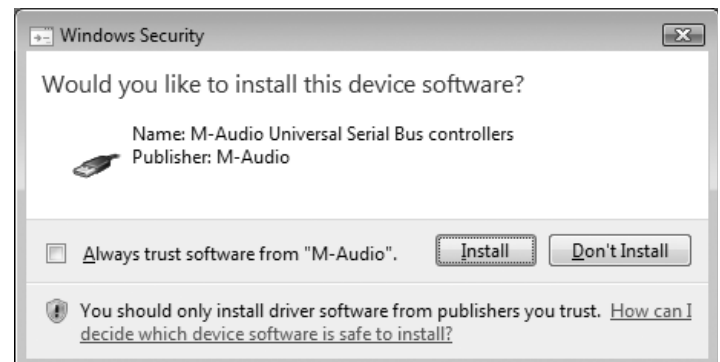 Windows Security
Would you like to install this device software?
Name: M-Audio Universal Serial Bus controllers
Publisher: M-Audio
Always trust software from "M-Audio".
Install
Don't Install
You should only install driver software from publishers you trust. How can I
decide which device software is safe to install?